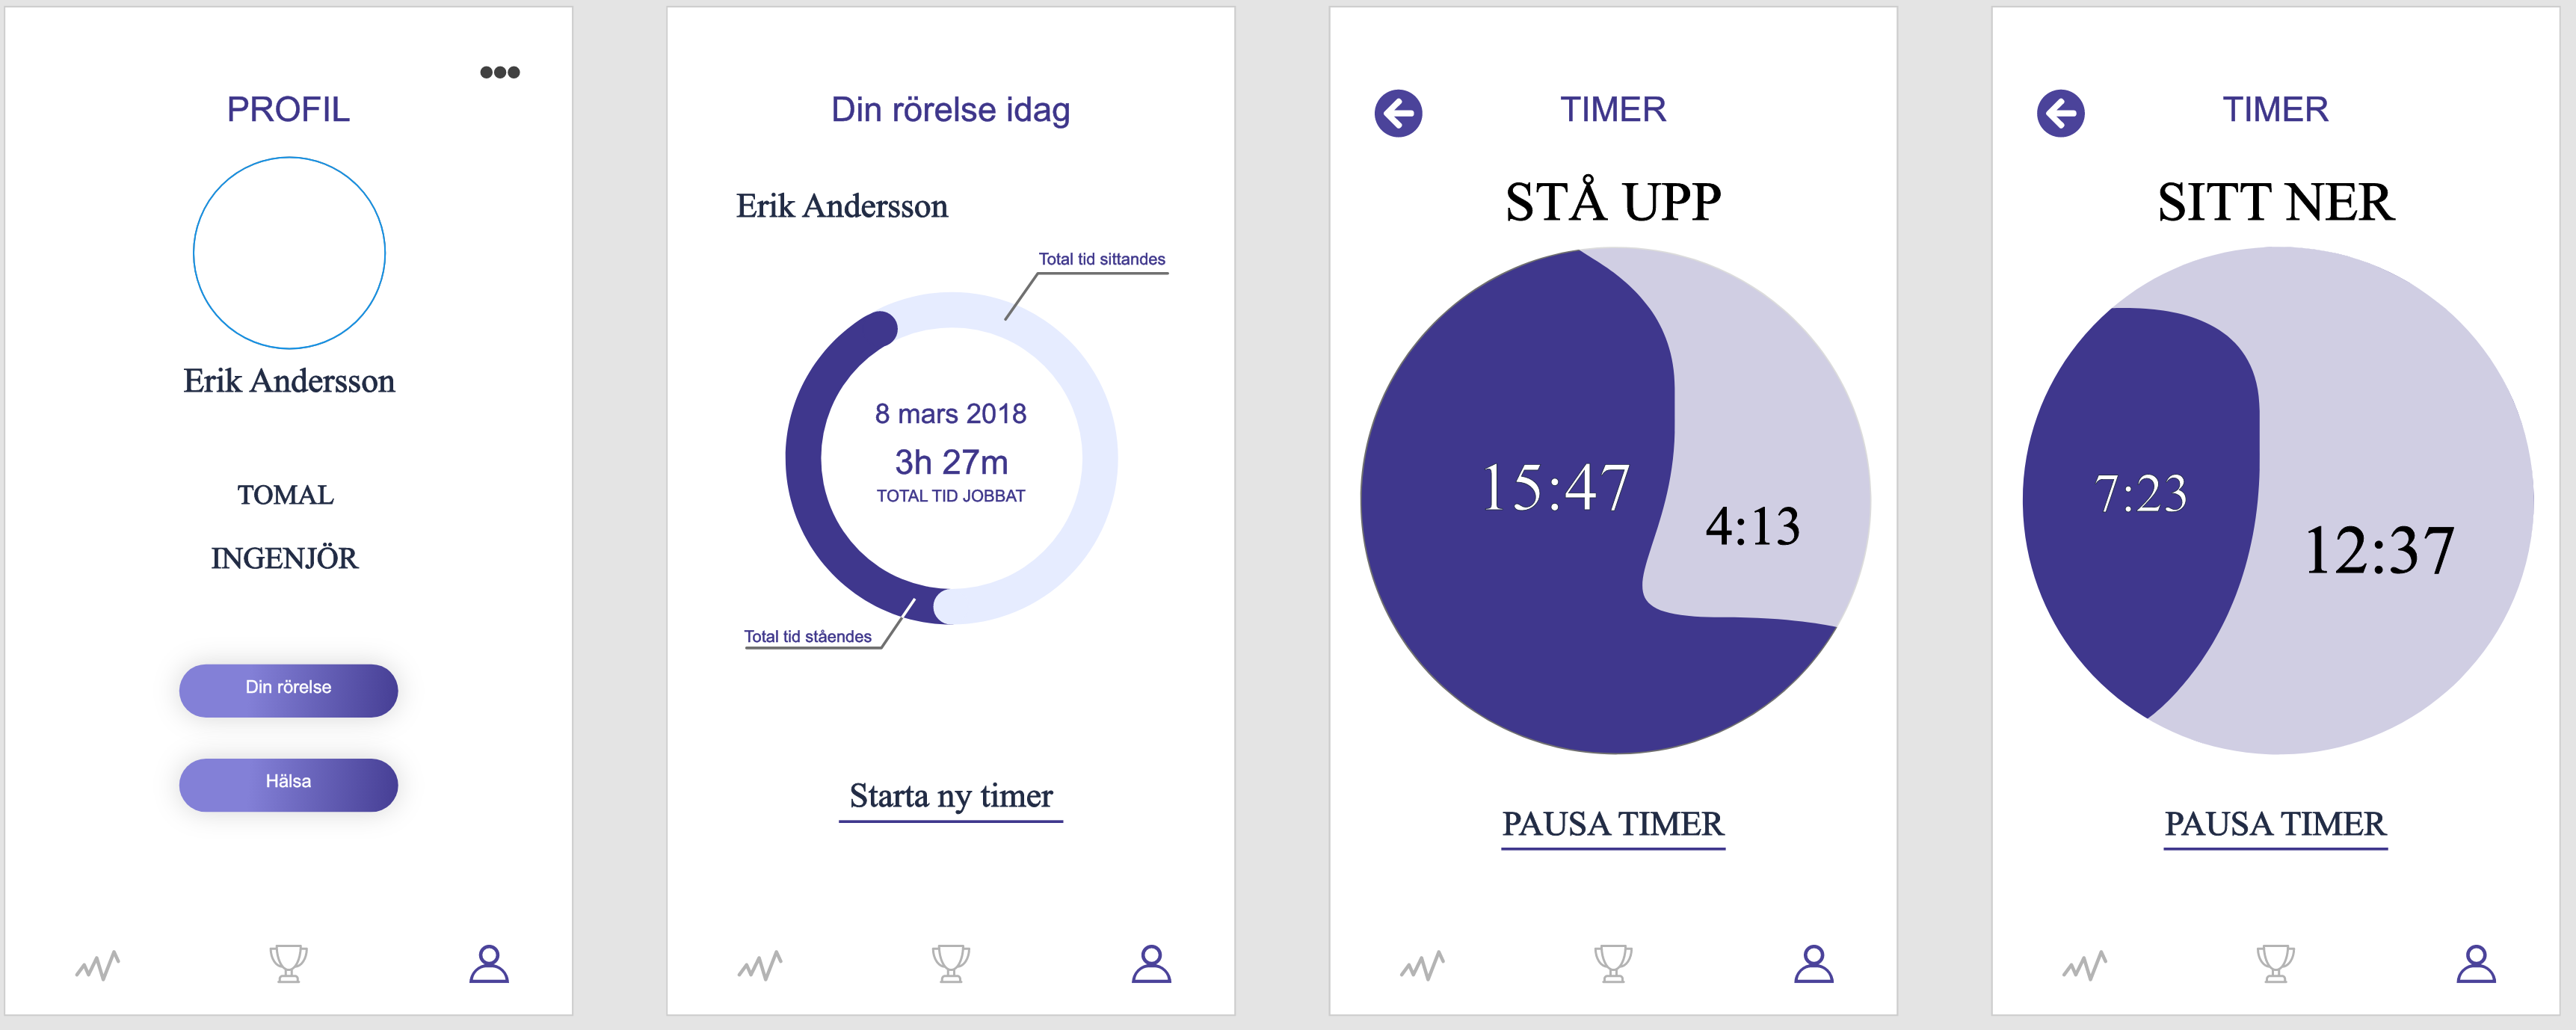 PROFIL
Erik Andersson
TOMAL
INGENJÖR
Din rörelse
Hälsa
Din rörelse idag
Erik Andersson
Total tid sittandes
8 mars 2018
3h 27m
TOTAL TID JOBBAT
Total tid ståendes
Starta ny timer
TIMER
STÅ UPP
15:47
4:13
PAUSA TIMER
TIMER
SITT NER
7:23
12:37
PAUSA TIMER